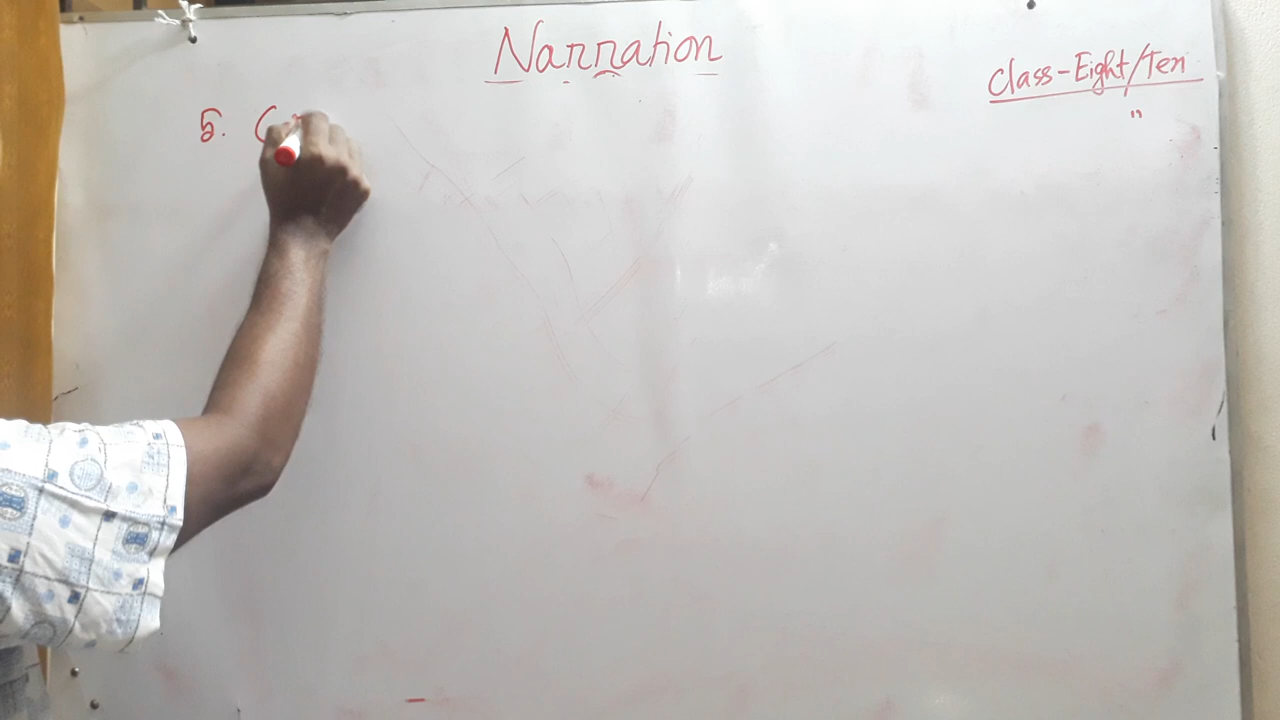 Narration
Class-Eight/Ten
"
5. (